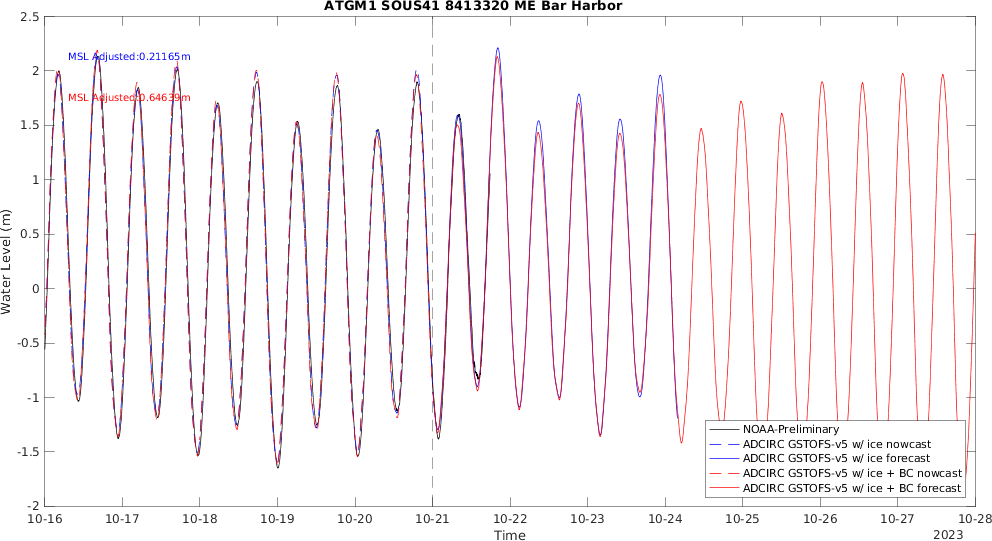 ATGM1 SOUS41 8413320 ME Bar Harbor
2.5
MSL Adjusted:0.21165m
2
MSL Adjusted:0.64639m
1.5
1
0.5
0
-0.5
-1
-1.5
-2
Water Level (m)
NOAA-Preliminary
ADCIRC GSTOFS-v5 w/ ice nowcast
ADCIRC GSTOFS-v5 w/ ice forecast
ADCIRC GSTOFS-v5 w/ ice + BC nowcast
ADCIRC GSTOFS-v5 w/ ice + BC forecast
10-16 10-17 10-18 10-19 10-20 10-21 10-22 10-23 10-24 10-25 10-26 10-27 10-28
Time
2023